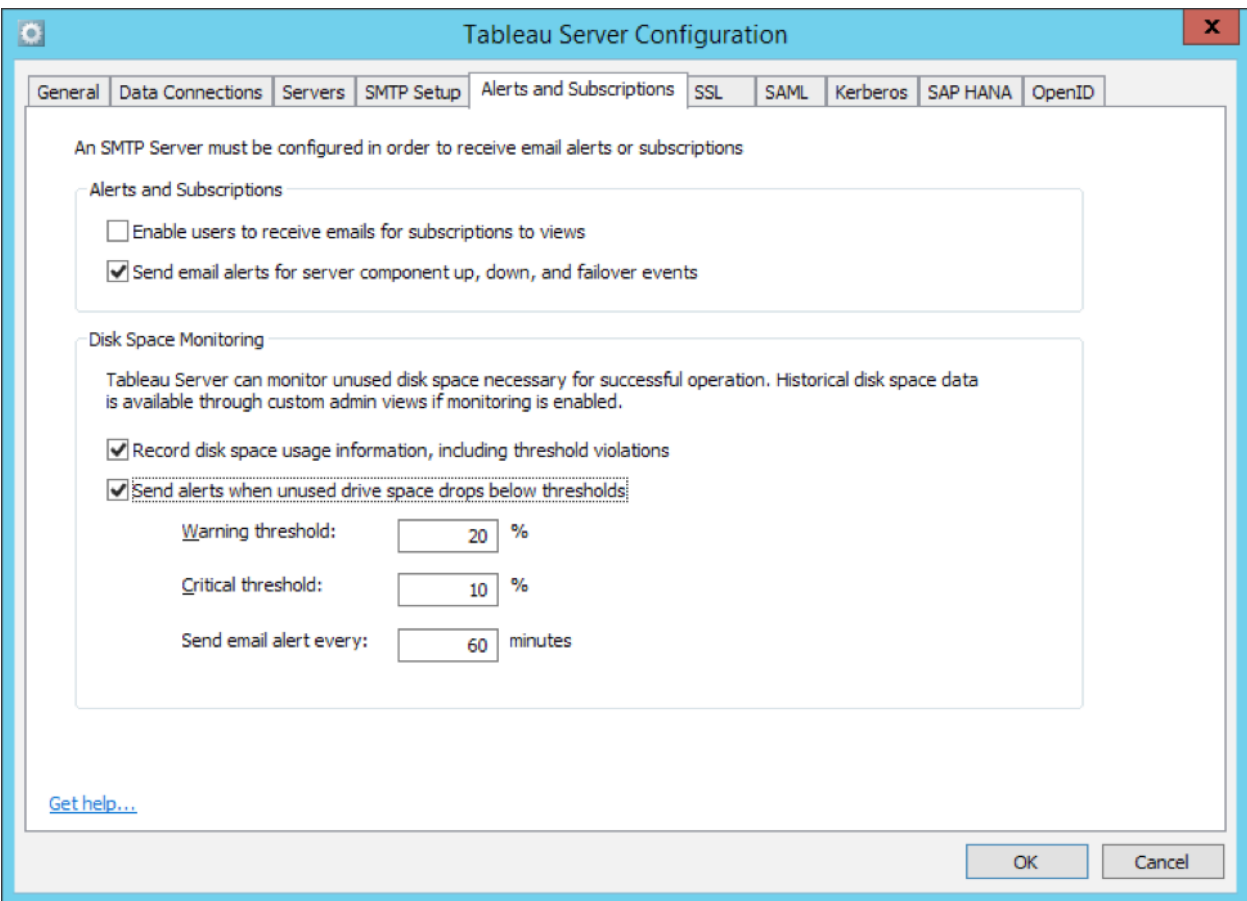 Tableau Server Configuration
x
General Data Connections Servers SMTP Setup Alerts and Subscriptions SSL SAML Kerberos SAP HANA OpenID
An SMTP Server must be configured in order to receive email alerts or subscriptions
Alerts and Subscriptions
Enable users to receive emails for subscriptions to views
Send email alerts for server component up, down, and failover events
Disk Space Monitoring
Tableau Server can monitor unused disk space necessary for successful operation. Historical disk space data
is available through custom admin views if monitoring is enabled.
Record disk space usage information, including threshold violations
Send alerts when unused drive space drops below thresholds
Warning threshold: 20 %
Critical threshold: 10 %
Send email alert every: 60 minutes
Get help...
OK Cancel